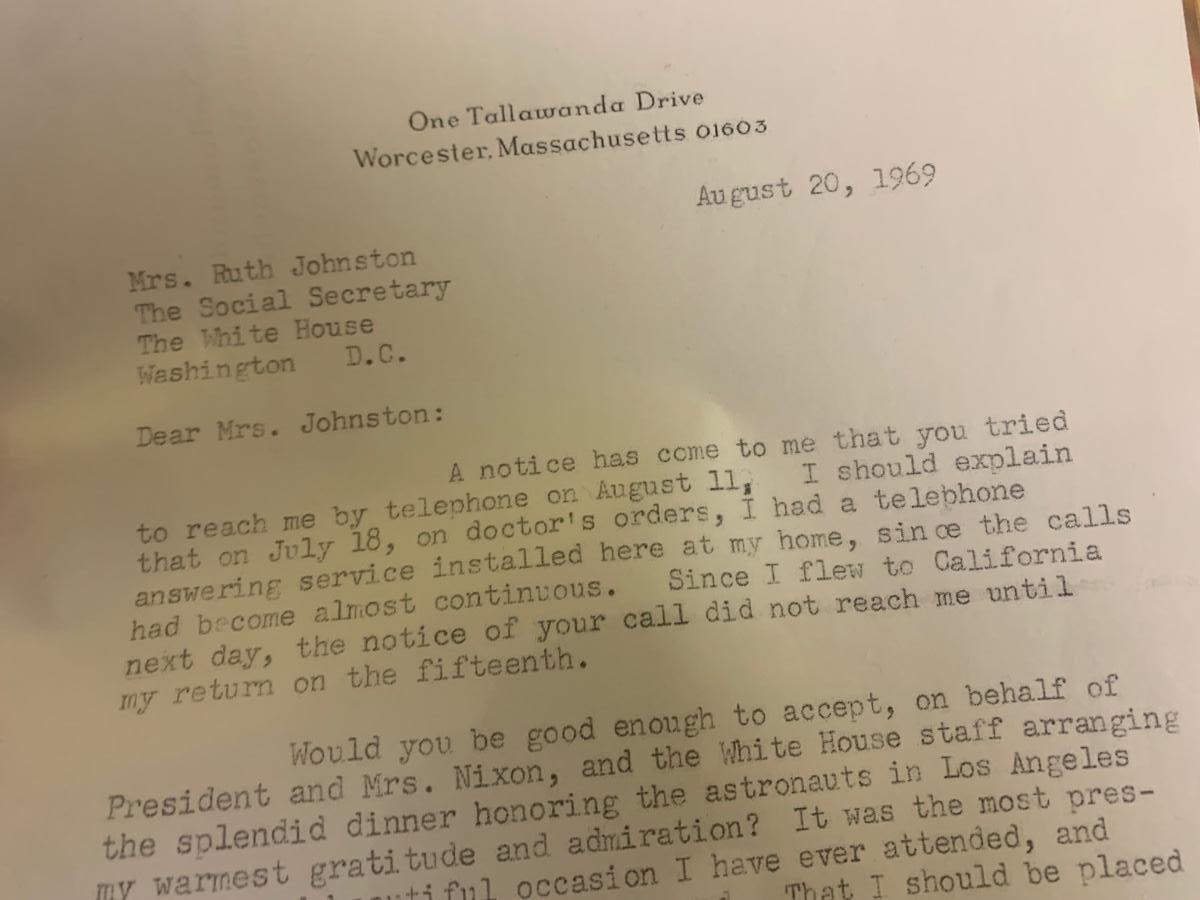 One Tallawanda Drive
Worcester, Massachusetts 01603
August 20, 1969
Mrs. Ruth Johnston
The Social Secretary
The White House
Washington D.C.
Dear Mrs. Johnston:
A notice has come to me that you tried
to reach me by telephone on August 11, I should explain
that on July 18, on doctor's orders, I had a telephone
answering service installed here at my home, since the calls
had become almost continuous. Since I flew to California
next day, the notice of your call did not reach me until
my return on the fifteenth.
Would you be good enough to accept, on behalf of
President and Mrs. Nixon, and the White House staff arranging
the splendid dinner honoring the astronauts in Los Angeles
my warmest gratitude and admiration? It was the most pres-
occasion I have ever attended, and
That I should be placed